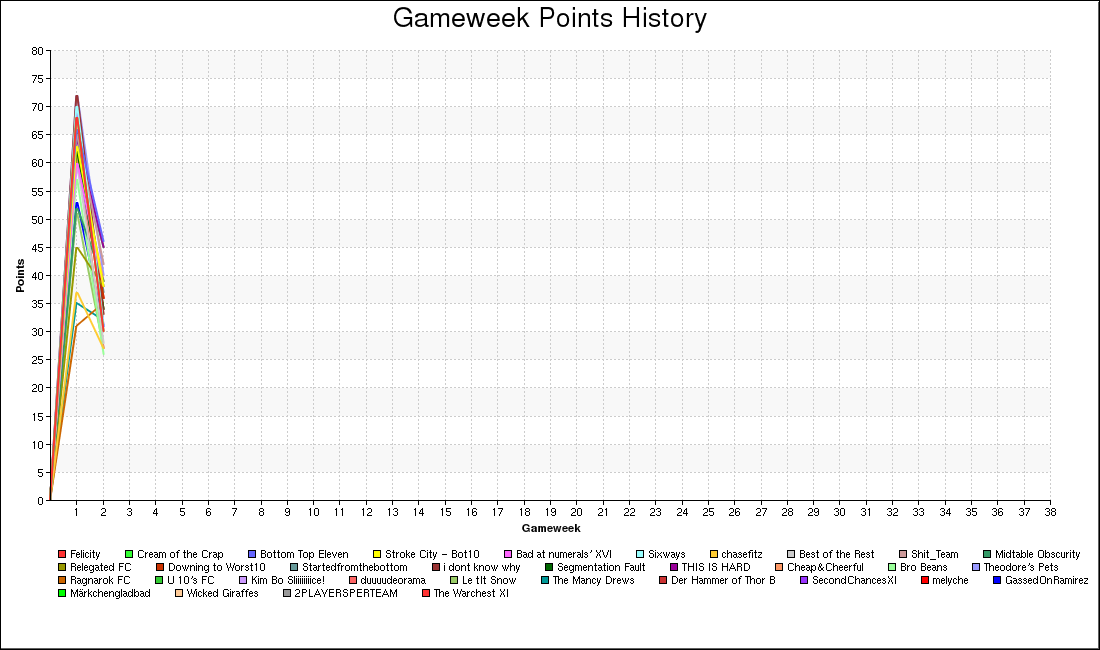 Gameweek Points History
80
75
70
65
60
55
50
45
40
35
30
25
20
15
10
5
0
Points
1 2 3 4 5 6 7 8 9 10 11 12 13 14 15 16 17 18 19 20 21 22 23 24 25 26 27 28 29 30 31 32 33 34 35 36 37 38
Gameweek
Felicity Cream of the Crap Bottom Top Eleven Stroke City - Bot10 Bad at numerals' XVI Sixways chasefitz Best of the Rest Shit_Team Midtable Obscurity
Relegated FC Downing to Worst10 Startedfromthebottom i dont know why Segmentation Fault THIS IS HARD Cheap&Cheerful Bro Beans Theodore's Pets
Ragnarok FC U 10's FC Kim Bo Sliiiiiiice! duuuudeorama Le tIt Snow The Mancy Drews Der Hammer of Thor B SecondChancesXI melyche GassedOnRamirez
Märkchengladbad Wicked Giraffes 2PLAYERSPERTEAM The Warchest XI